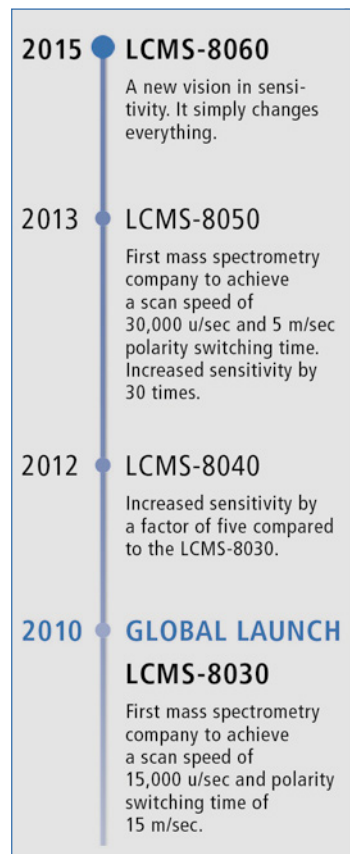 2015 LCMS-8060
A new vision in sensi-
tivity. It simply changes
everything.
2013 LCMS-8050
First mass spectrometry
company to achieve
a scan speed of
30,000 u/sec and 5 m/sec
polarity switching time.
Increased sensitivity by
30 times.
2012 LCMS-8040
Increased sensitivity by
a factor of five compared
to the LCMS-8030.
2010 GLOBAL LAUNCH
LCMS-8030
First mass spectrometry
company to achieve
a scan speed of
15,000 u/sec and polarity
switching time of
15 m/sec.